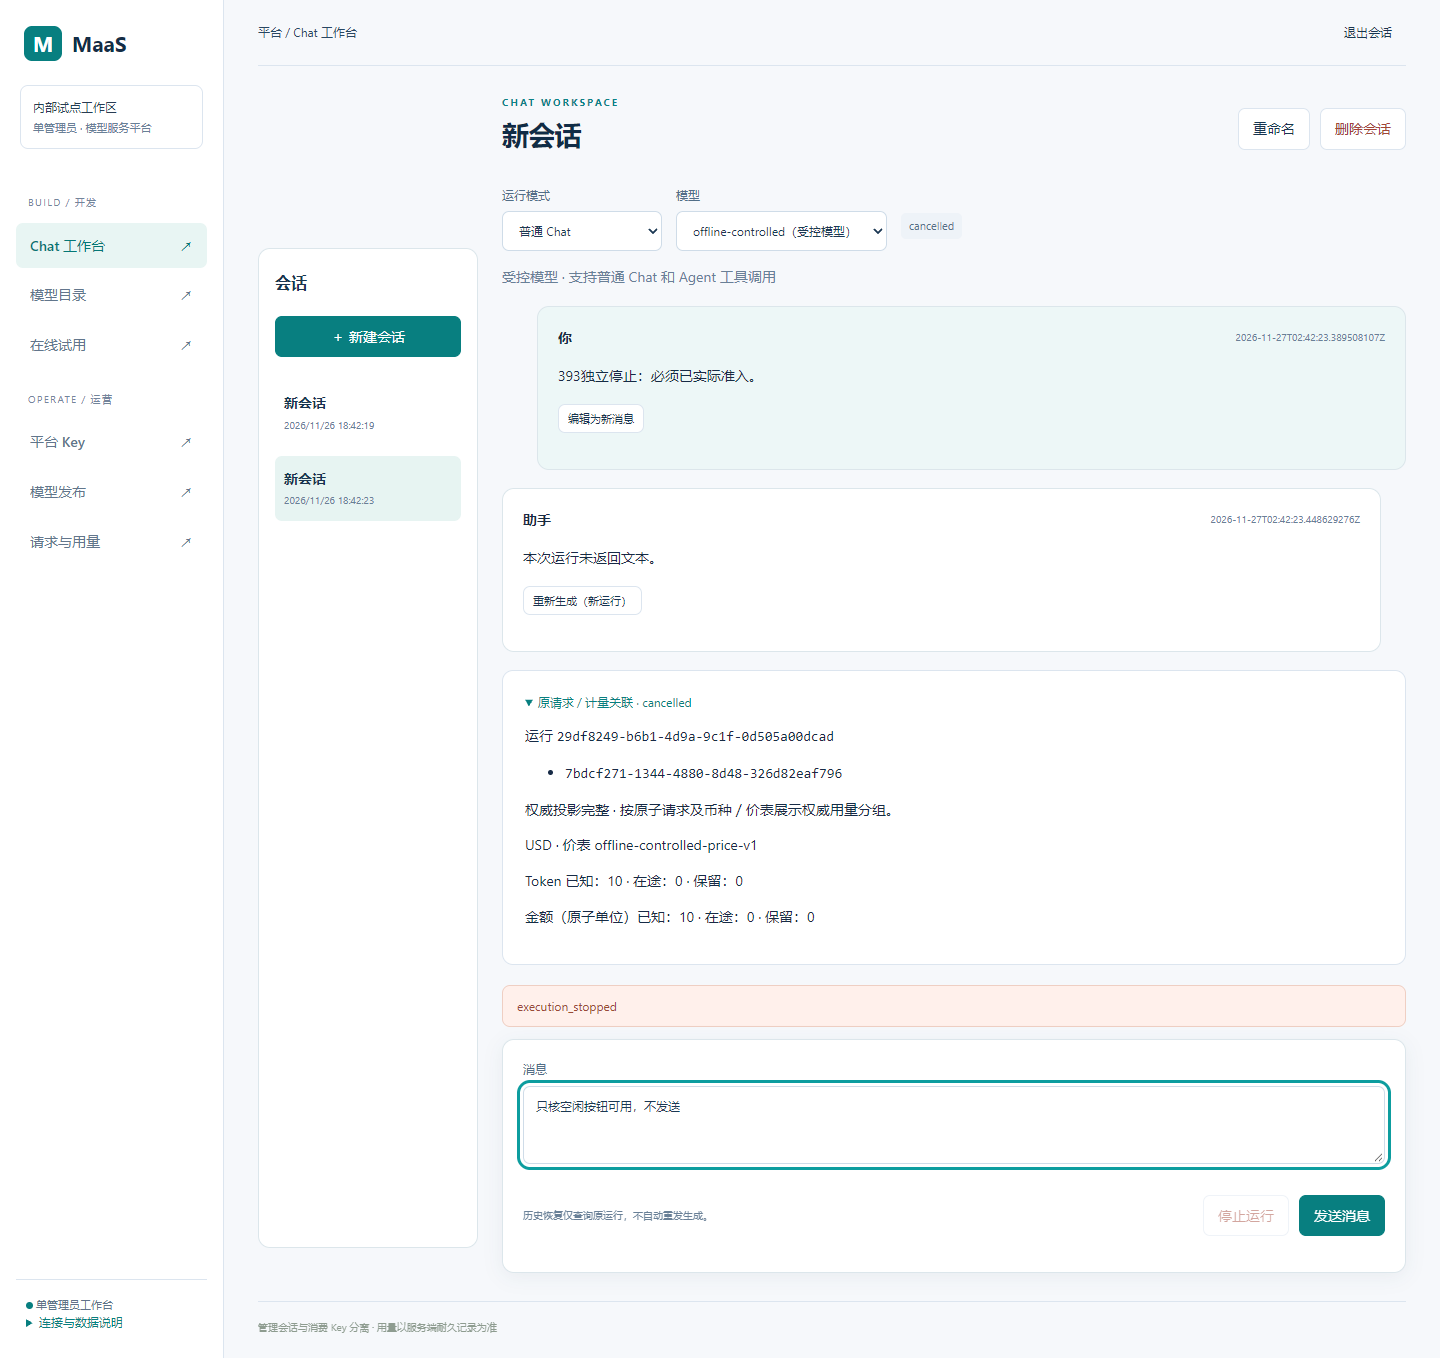 M MaaS
内部试点工作区
单管理员 · 模型服务平台
BUILD / 开发
Chat 工作台
模型目录
在线试用
OPERATE / 运营
平台 Key
模型发布
请求与用量
单管理员工作台
连接与数据说明
平台 / Chat 工作台
退出会话
CHAT WORKSPACE
新会话
重命名
删除会话
会话
+ 新建会话
新会话
2026/11/26 18:42:19
新会话
2026/11/26 18:42:23
运行模式
模型
普通 Chat
offline-controlled（受控模型）
cancelled
受控模型 · 支持普通 Chat 和 Agent 工具调用
你
2026-11-27T02:42:23.389508107Z
393独立停止：必须已实际准入。
编辑为新消息
助手
2026-11-27T02:42:23.448629276Z
本次运行未返回文本。
重新生成（新运行）
原请求 / 计量关联 · cancelled
运行 29df8249-b6b1-4d9a-9c1f-0d505a00dcad
7bdcf271-1344-4880-8d48-326d82eaf796
权威投影完整 · 按原子请求及币种 / 价表展示权威用量分组。
USD · 价表 offline-controlled-price-v1
Token 已知：10 · 在途：0 · 保留：0
金额（原子单位）已知：10 · 在途：0 · 保留：0
execution_stopped
消息
只核空闲按钮可用，不发送
历史恢复仅查询原运行，不自动重发生成。
停止运行
发送消息
管理会话与消费 Key 分离 · 用量以服务端耐久记录为准